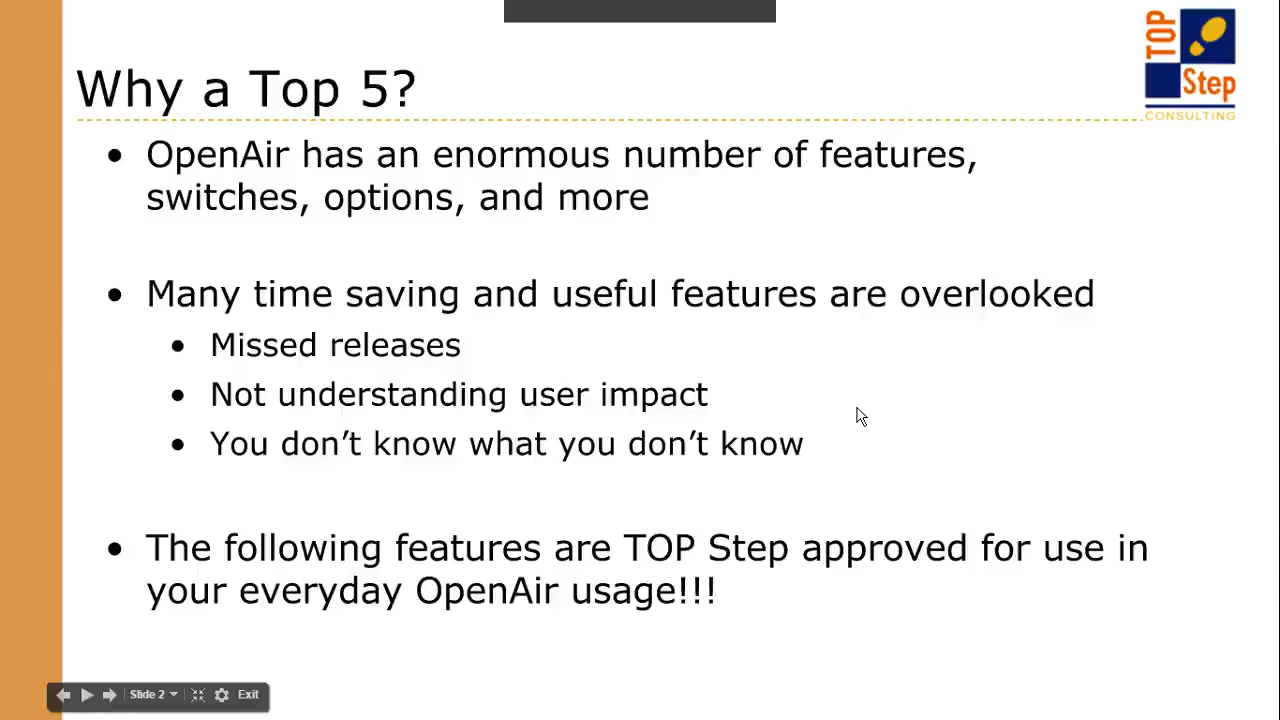 TOP
Step
CONSULTING
Why a Top 5?
• OpenAir has an enormous number of features,
switches, options, and more
• Many time saving and useful features are overlooked
• Missed releases
• Not understanding user impact
• You don’t know what you don’t know
• The following features are TOP Step approved for use in
your everyday OpenAir usage!!!
Slide 2
Exit